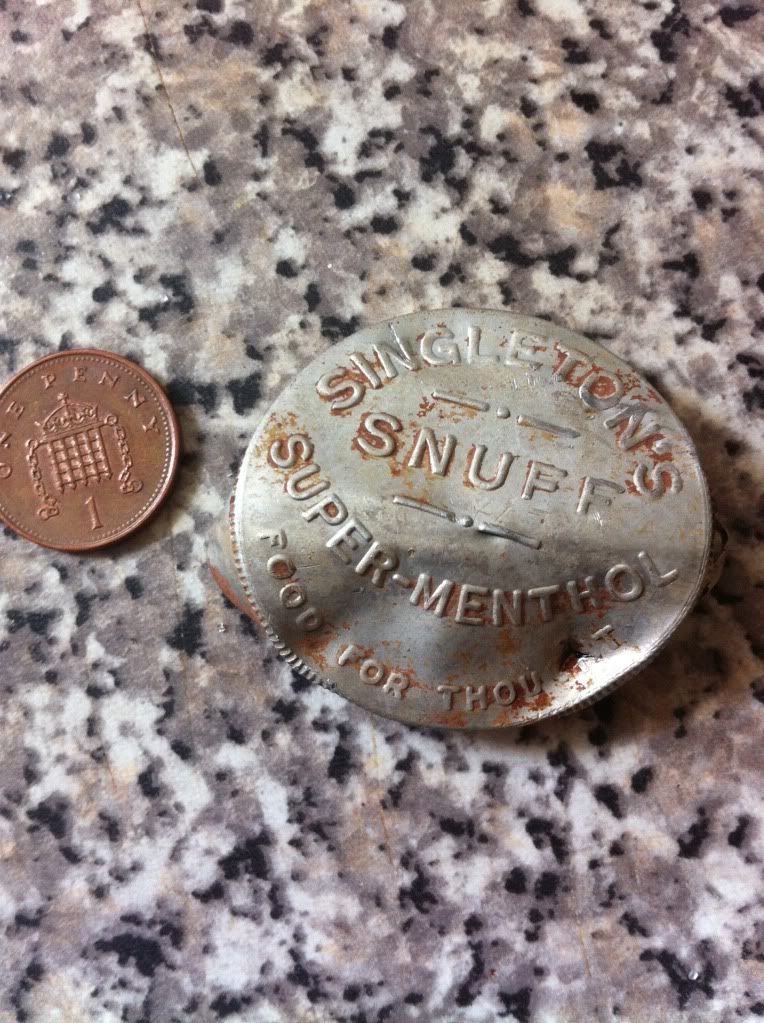 ONE PENNY
1
SINGLETON'S
SNUFF
SUPER-MENTHOL
FOOD FOR